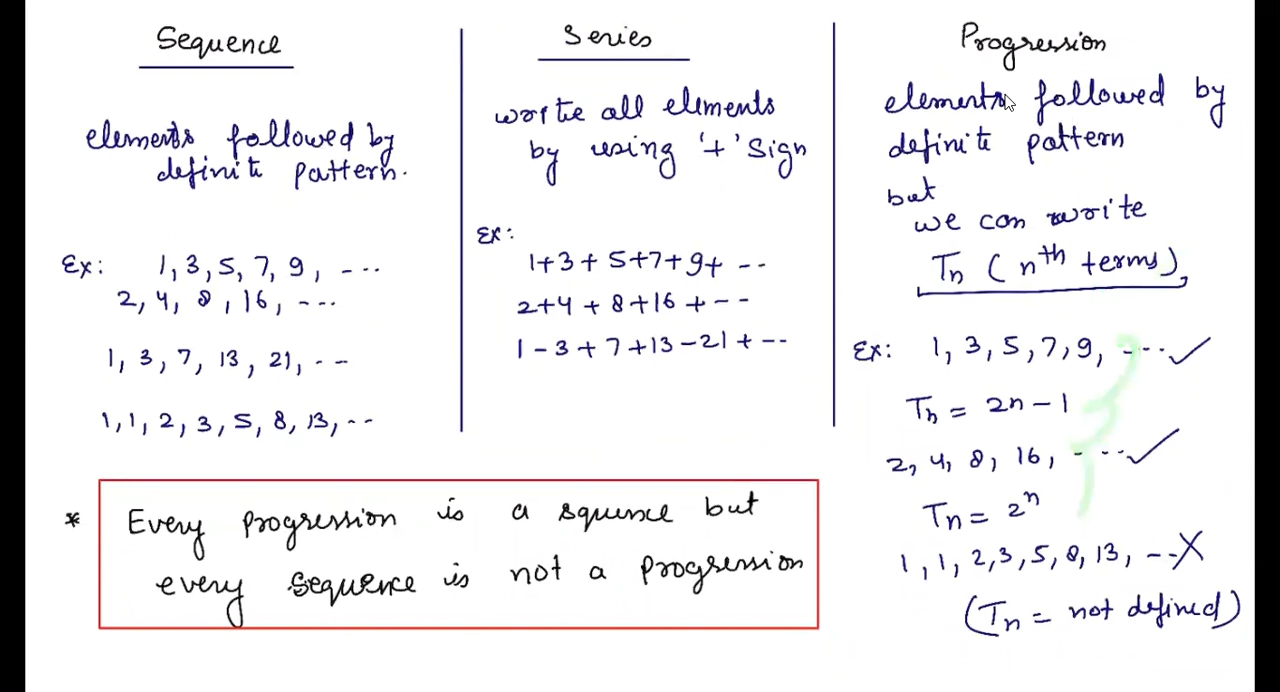 Sequence
elements followed by
definite pattern.
Ex: 1, 3, 5, 7, 9, ---
2, 4, 8, 16, ---
1, 3, 7, 13, 21, --
1, 1, 2, 3, 5, 8, 13, --
Series
write all elements
by using '+' Sign
Ex:
1+3+5+7+9+ --
2+4+8+16+ --
1-3+7+13-21+ --
Progression
elements followed by
definite pattern
but
we can write
Tn (nth terms),
Ex: 1, 3, 5, 7, 9, ---- ✓
Tn = 2n-1
2, 4, 8, 16, ---- ✓
Tn = 2^n
1, 1, 2, 3, 5, 8, 13, -- X
(Tn = not defined)
* Every progression is a squence but
every sequence is not a progression